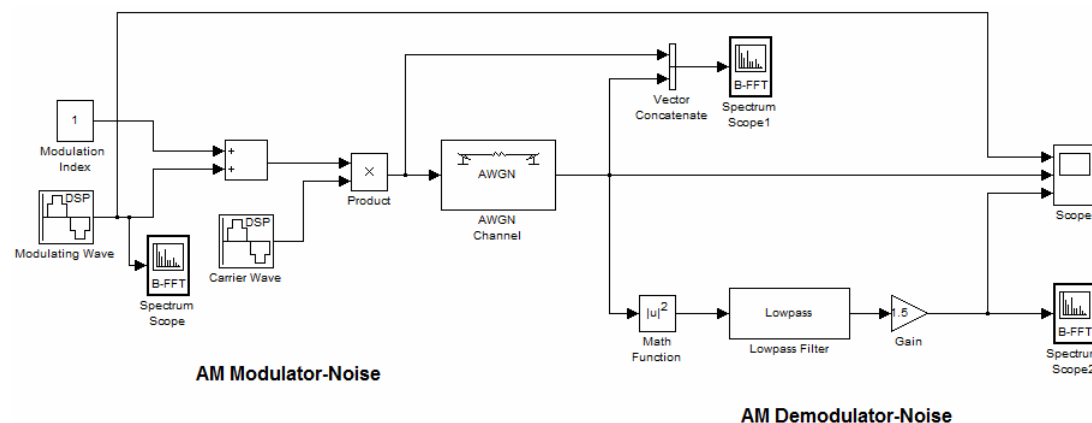 B-FFT
Vector
Concatenate
Spectrum
Scope1
1
Modulation
Index
+
+
×
Product
AWGN
AWGN
Channel
Scope
DSP
Modulating Wave
DSP
Carrier Wave
B-FFT
Spectrum
Scope
|u|2
Math
Function
Lowpass
Lowpass Filter
1.5
Gain
B-FFT
Spectrum
Scope2
AM Modulator-Noise
AM Demodulator-Noise